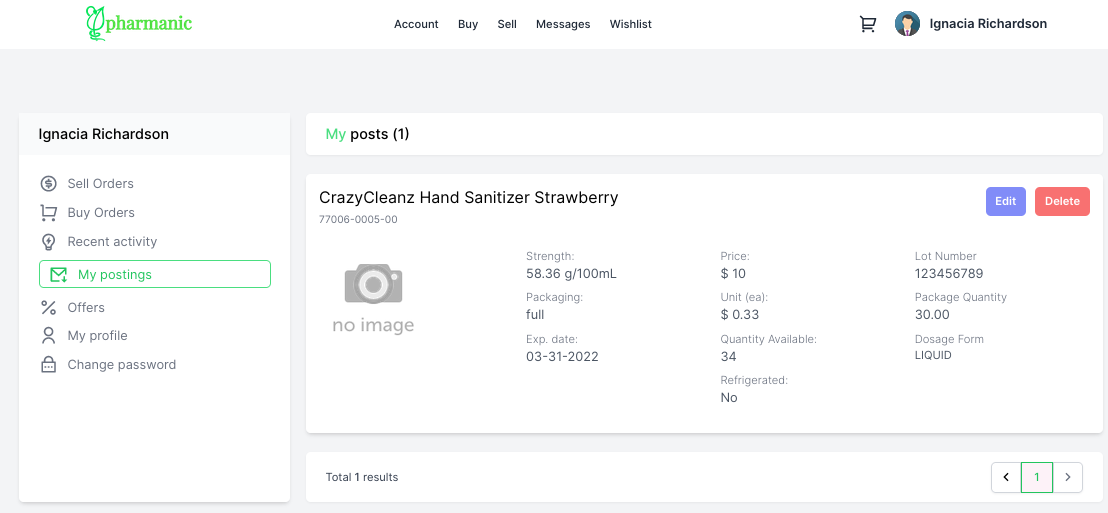 pharmanic
Account Buy Sell Messages Wishlist
Ignacia Richardson
Ignacia Richardson
Sell Orders
Buy Orders
Recent activity
My postings
Offers
My profile
Change password
My posts (1)
CrazyCleanz Hand Sanitizer Strawberry
77006-0005-00
Edit Delete
no image
Strength:
58.36 g/100mL
Packaging:
full
Exp. date:
03-31-2022
Price:
$ 10
Unit (ea):
$ 0.33
Quantity Available:
34
Refrigerated:
No
Lot Number
123456789
Package Quantity
30.00
Dosage Form
LIQUID
Total 1 results
1